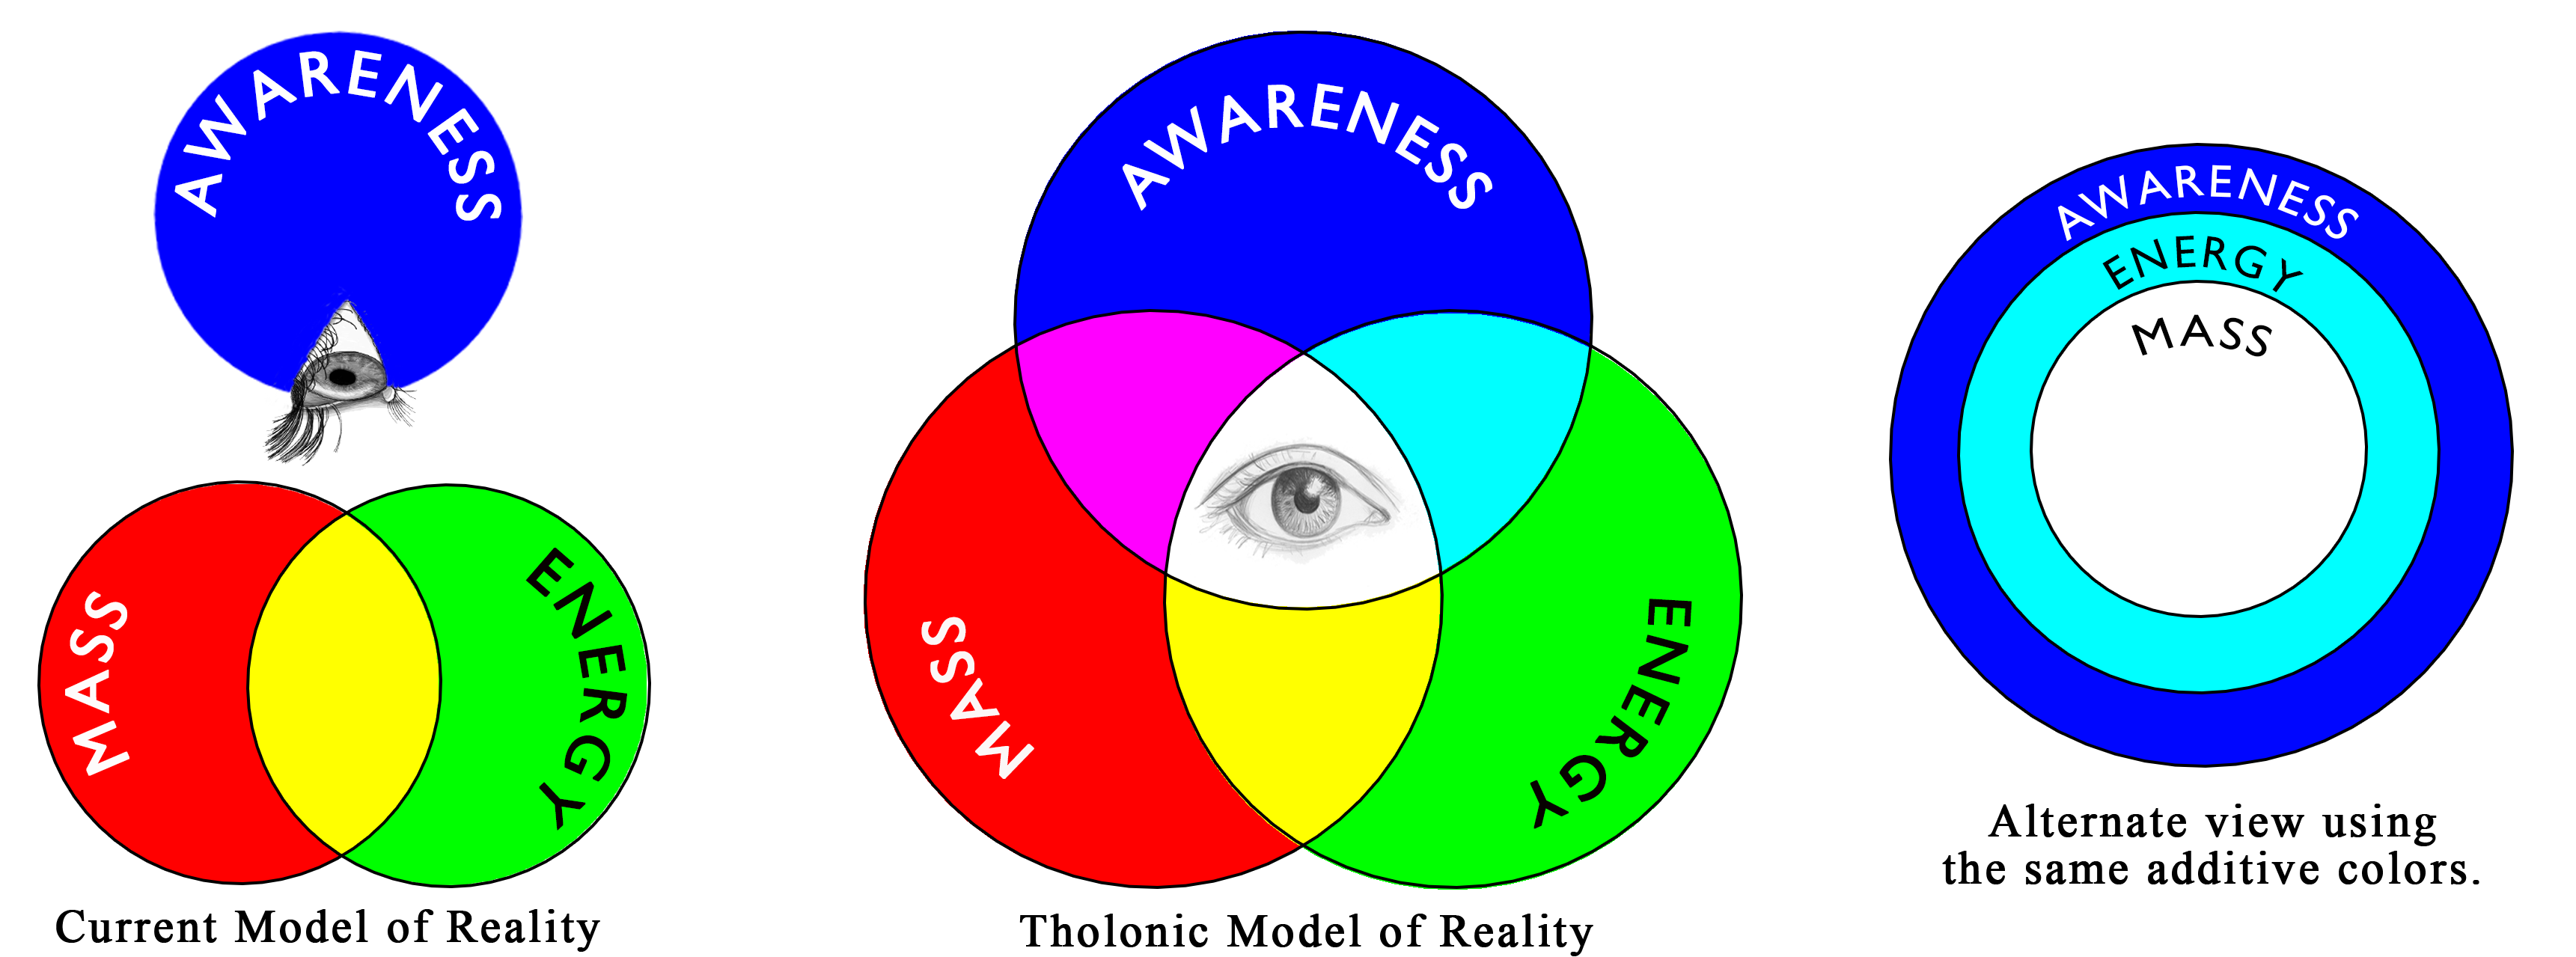 AWARENESS
MASS
ENERGY
Current Model of Reality
AWARENESS
MASS
ENERGY
Tholonic Model of Reality
AWARENESS
ENERGY
MASS
Alternate view using
the same additive colors.